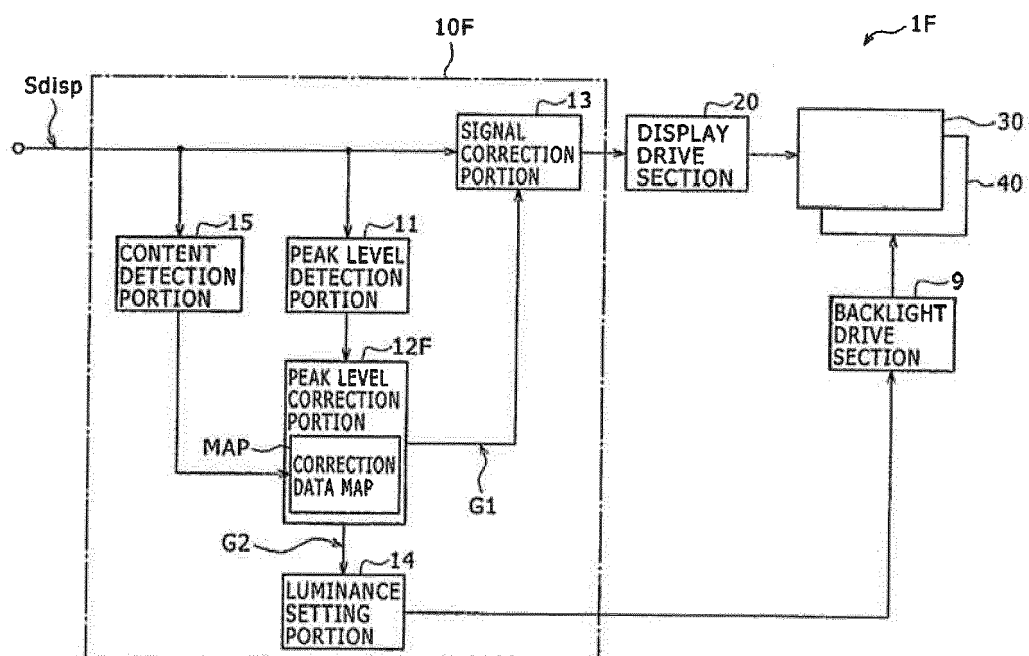 10F
1F
Sdisp
13
SIGNAL
CORRECTION
PORTION
20
DISPLAY
DRIVE
SECTION
30
40
15
CONTENT
DETECTION
PORTION
11
PEAK LEVEL
DETECTION
PORTION
9
BACKLIGHT
DRIVE
SECTION
12F
PEAK LEVEL
CORRECTION
PORTION
MAP
CORRECTION
DATA MAP
G1
G2
14
LUMINANCE
SETTING
PORTION